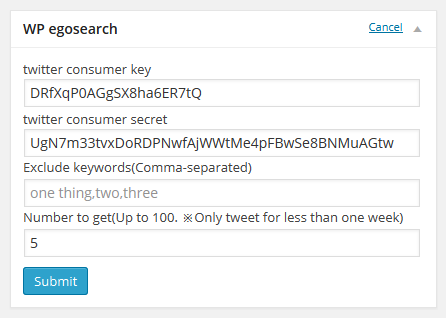 WP egosearch Cancel
twitter consumer key
DRfXqP0AGgSX8ha6ER7tQ
twitter consumer secret
UgN7m33tvxDoRDPNwfAjWWtMe4pFBwSe8BNMuAGtw
Exclude keywords(Comma-separated)
one thing,two,three
Number to get(Up to 100. ※Only tweet for less than one week)
5
Submit